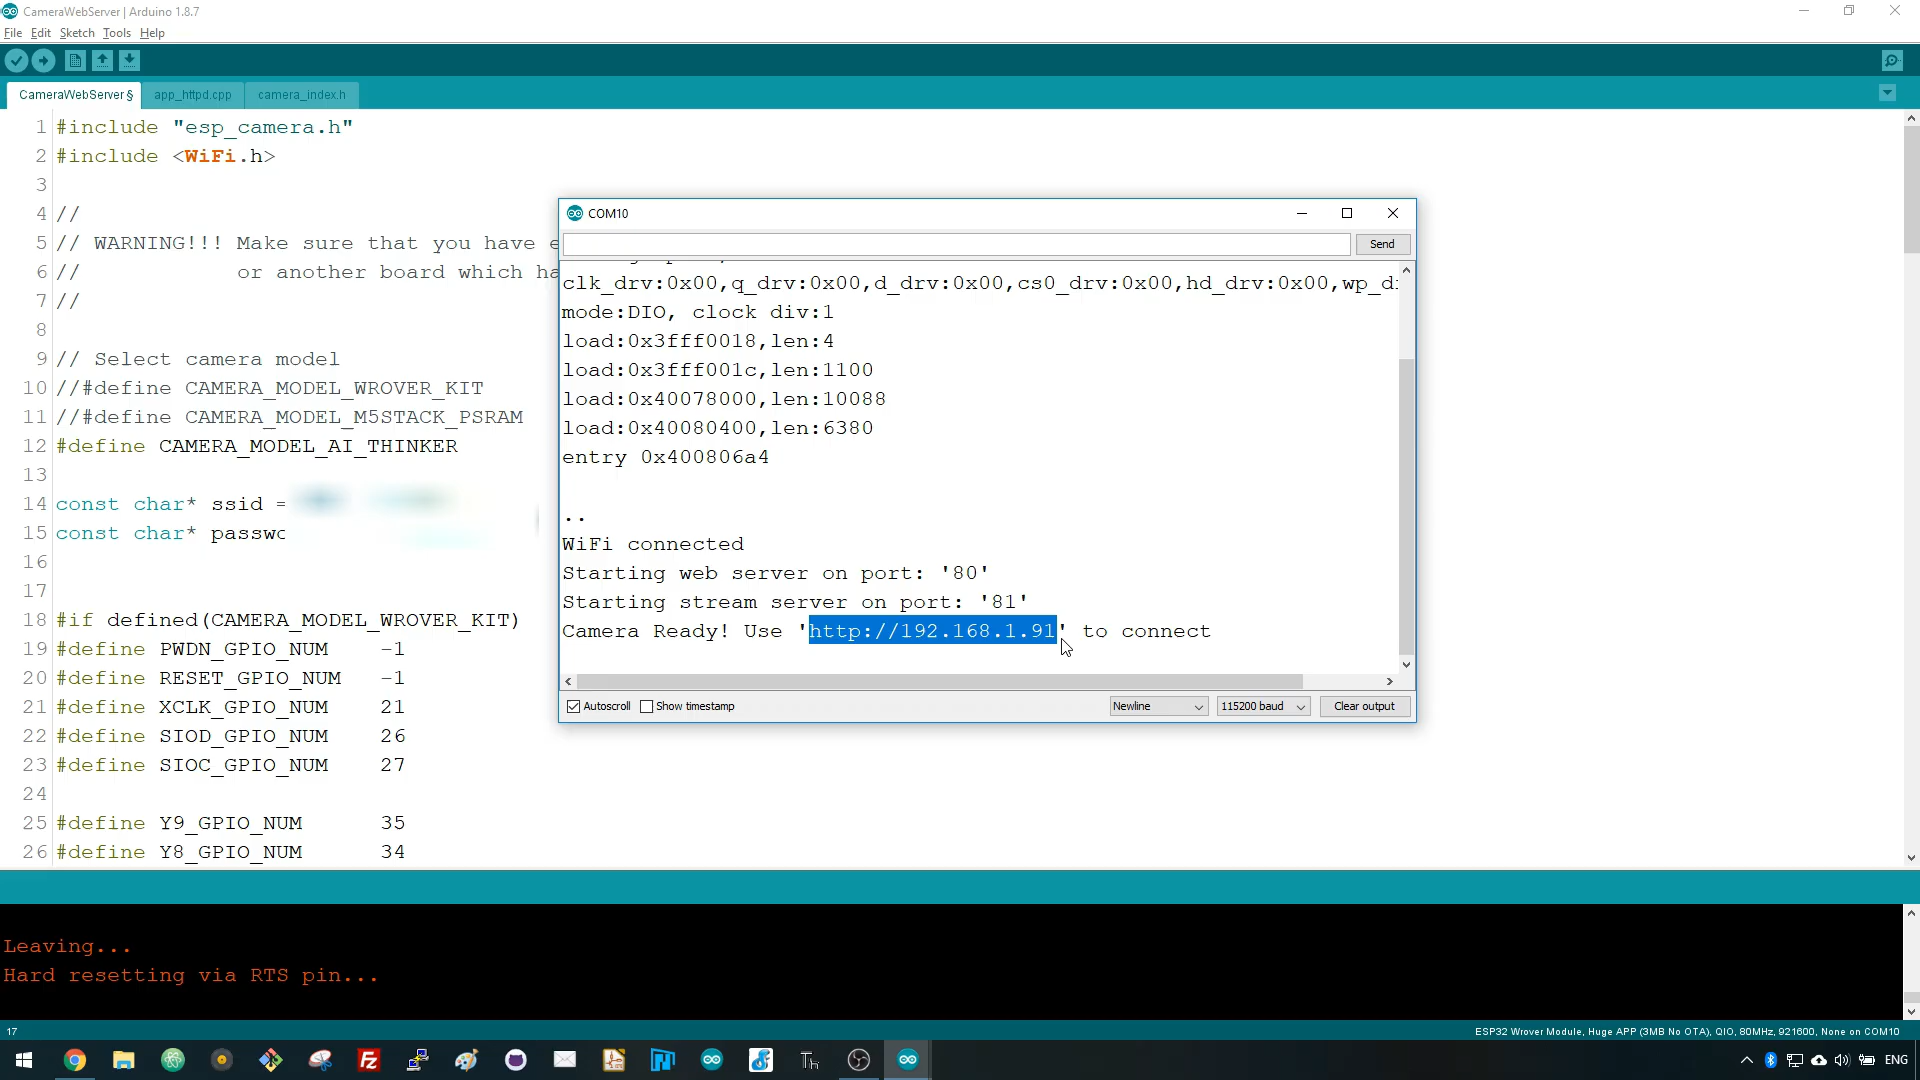 CameraWebServer | Arduino 1.8.7
File Edit Sketch Tools Help
CameraWebServer § app_httpd.cpp camera_index.h
1 #include "esp_camera.h"
2 #include <WiFi.h>
3
4 //
5 // WARNING!!! Make sure that you have
6 // or another board which ha
7 //
8
9 // Select camera model
10 //#define CAMERA_MODEL_WROVER_KIT
11 //#define CAMERA_MODEL_M5STACK_PSRAM
12 #define CAMERA_MODEL_AI_THINKER
13
14 const char* ssid =
15 const char* passwo
16
17
18 #if defined(CAMERA_MODEL_WROVER_KIT)
19 #define PWDN_GPIO_NUM -1
20 #define RESET_GPIO_NUM -1
21 #define XCLK_GPIO_NUM 21
22 #define SIOD_GPIO_NUM 26
23 #define SIOC_GPIO_NUM 27
24
25 #define Y9_GPIO_NUM 35
26 #define Y8_GPIO_NUM 34
COM10
Send
clk_drv:0x00,q_drv:0x00,d_drv:0x00,cs0_drv:0x00,hd_drv:0x00,wp_d
mode:DIO, clock div:1
load:0x3fff0018,len:4
load:0x3fff001c,len:1100
load:0x40078000,len:10088
load:0x40080400,len:6380
entry 0x400806a4
..
WiFi connected
Starting web server on port: '80'
Starting stream server on port: '81'
Camera Ready! Use 'http://192.168.1.91' to connect
Autoscroll Show timestamp Newline 115200 baud Clear output
Leaving...
Hard resetting via RTS pin...
17 ESP32 Wrover Module, Huge APP (3MB No OTA), QIO, 80MHz, 921600, None on COM10
ENG